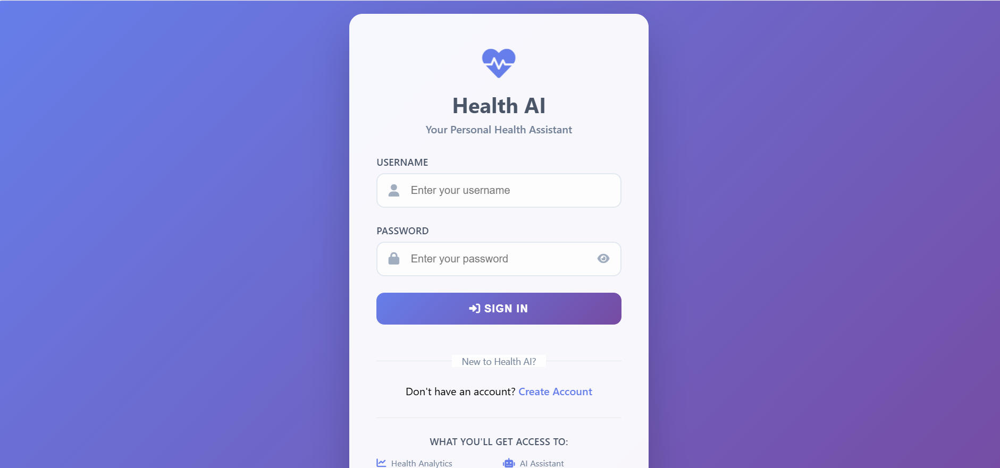 Health AI
Your Personal Health Assistant
USERNAME
Enter your username
PASSWORD
Enter your password
SIGN IN
New to Health AI?
Don't have an account? Create Account
WHAT YOU'LL GET ACCESS TO:
Health Analytics AI Assistant